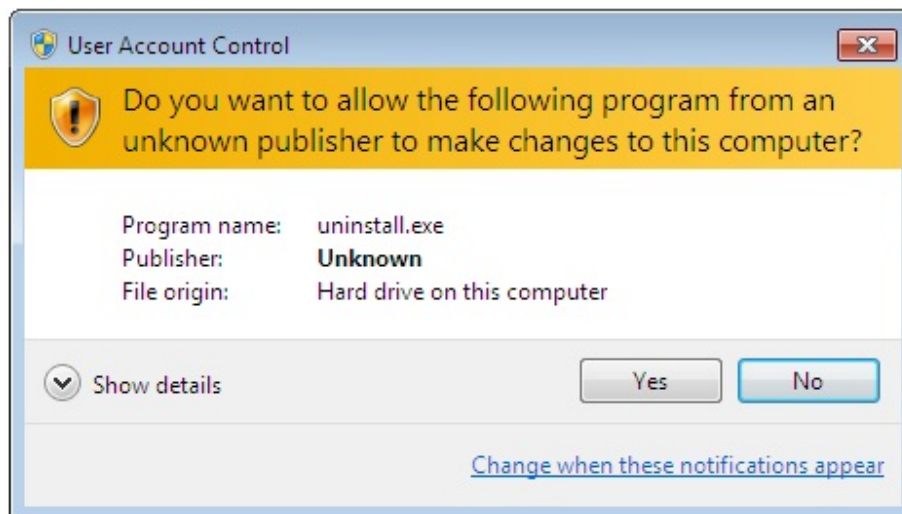 User Account Control
Do you want to allow the following program from an
unknown publisher to make changes to this computer?
Program name: uninstall.exe
Publisher: Unknown
File origin: Hard drive on this computer
Show details
Yes No
Change when these notifications appear